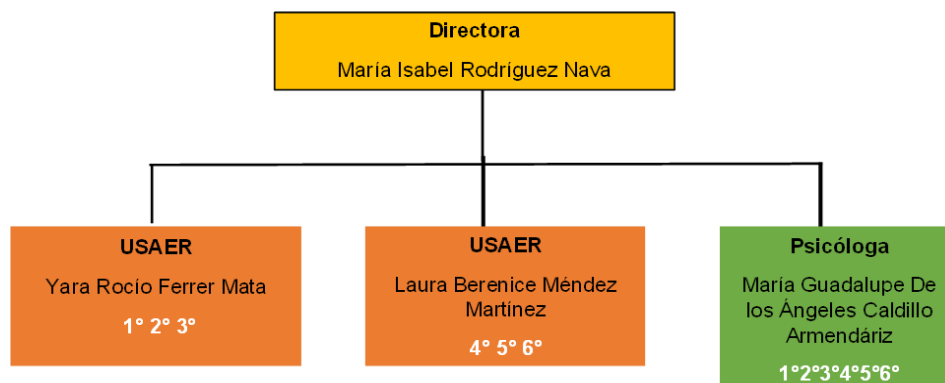 Directora
María Isabel Rodríguez Nava
USAER
Yara Rocío Ferrer Mata
1° 2° 3°
USAER
Laura Berenice Méndez
Martínez
4° 5° 6°
Psicóloga
María Guadalupe De
los Ángeles Caldillo
Armendáriz
1°2°3°4°5°6°